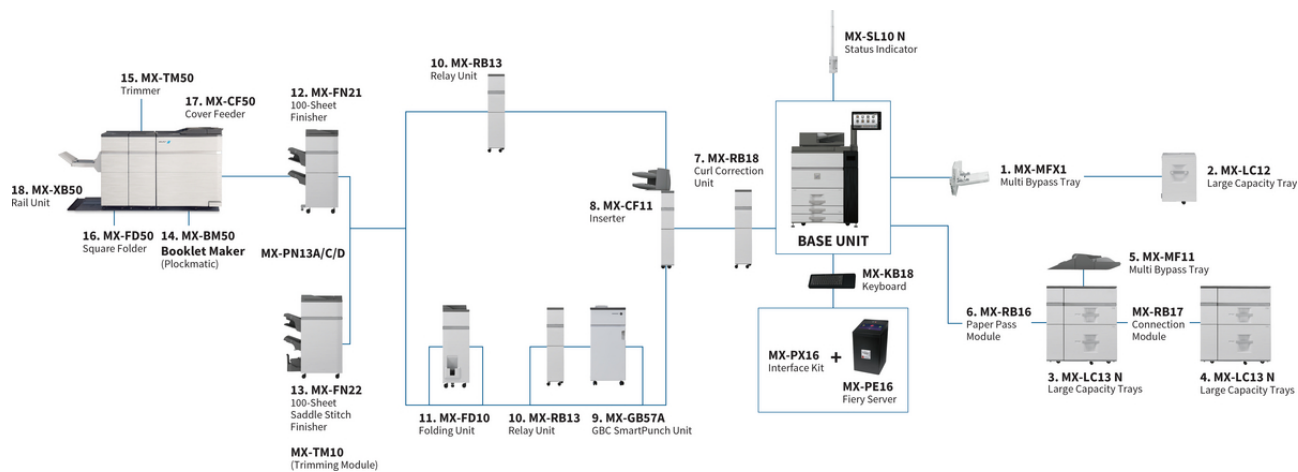 MX-SL10 N
Status Indicator
10. MX-RB13
Relay Unit
15. MX-TM50
Trimmer
17. MX-CF50
Cover Feeder
12. MX-FN21
100-Sheet
Finisher
7. MX-RB18
Curl Correction
Unit
1. MX-MFX1
Multi Bypass Tray
2. MX-LC12
Large Capacity Tray
18. MX-XB50
Rail Unit
8. MX-CF11
Inserter
16. MX-FD50
Square Folder
14. MX-BM50
Booklet Maker
(Plockmatic)
MX-PN13A/C/D
BASE UNIT
5. MX-MF11
Multi Bypass Tray
MX-KB18
Keyboard
6. MX-RB16
Paper Pass
Module
MX-RB17
Connection
Module
MX-PX16
Interface Kit
+
MX-PE16
Fiery Server
3. MX-LC13 N
Large Capacity Trays
4. MX-LC13 N
Large Capacity Trays
13. MX-FN22
100-Sheet
Saddle Stitch
Finisher
11. MX-FD10
Folding Unit
10. MX-RB13
Relay Unit
9. MX-GB57A
GBC SmartPunch Unit
MX-TM10
(Trimming Module)